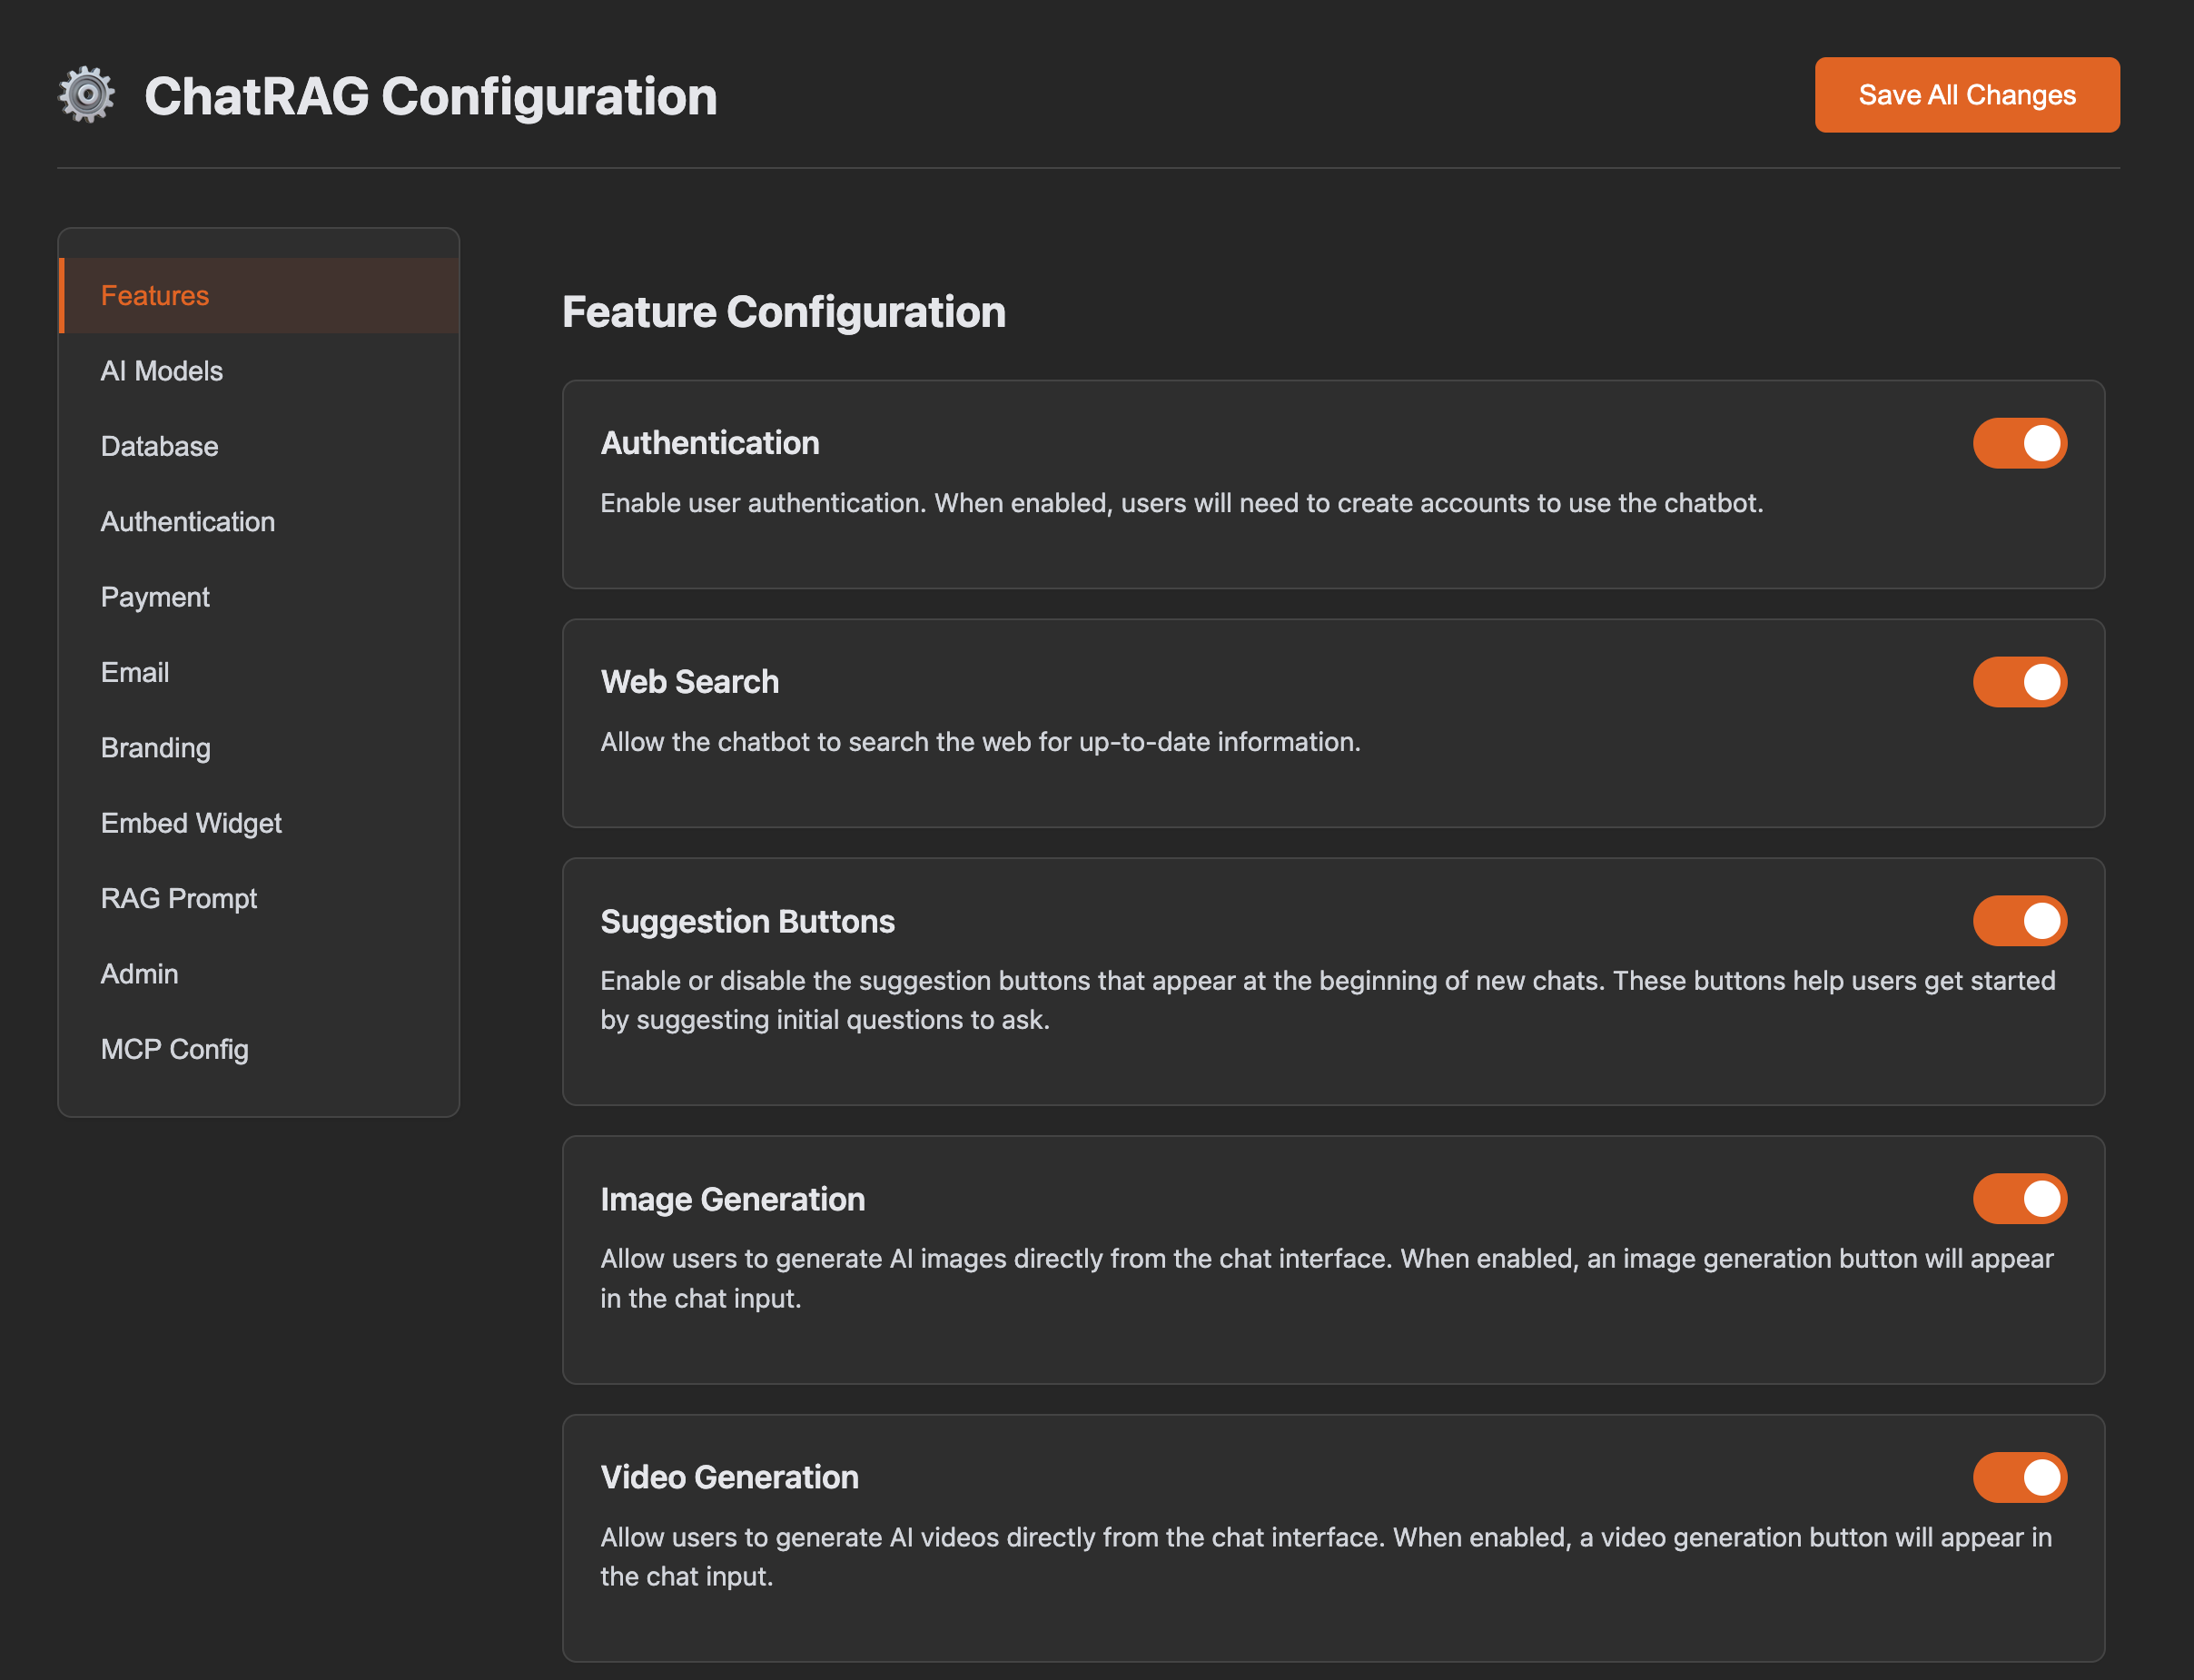 ChatRAG Configuration
Save All Changes
Features
AI Models
Database
Authentication
Payment
Email
Branding
Embed Widget
RAG Prompt
Admin
MCP Config
Feature Configuration
Authentication
Enable user authentication. When enabled, users will need to create accounts to use the chatbot.
Web Search
Allow the chatbot to search the web for up-to-date information.
Suggestion Buttons
Enable or disable the suggestion buttons that appear at the beginning of new chats. These buttons help users get started
by suggesting initial questions to ask.
Image Generation
Allow users to generate AI images directly from the chat interface. When enabled, an image generation button will appear
in the chat input.
Video Generation
Allow users to generate AI videos directly from the chat interface. When enabled, a video generation button will appear in
the chat input.